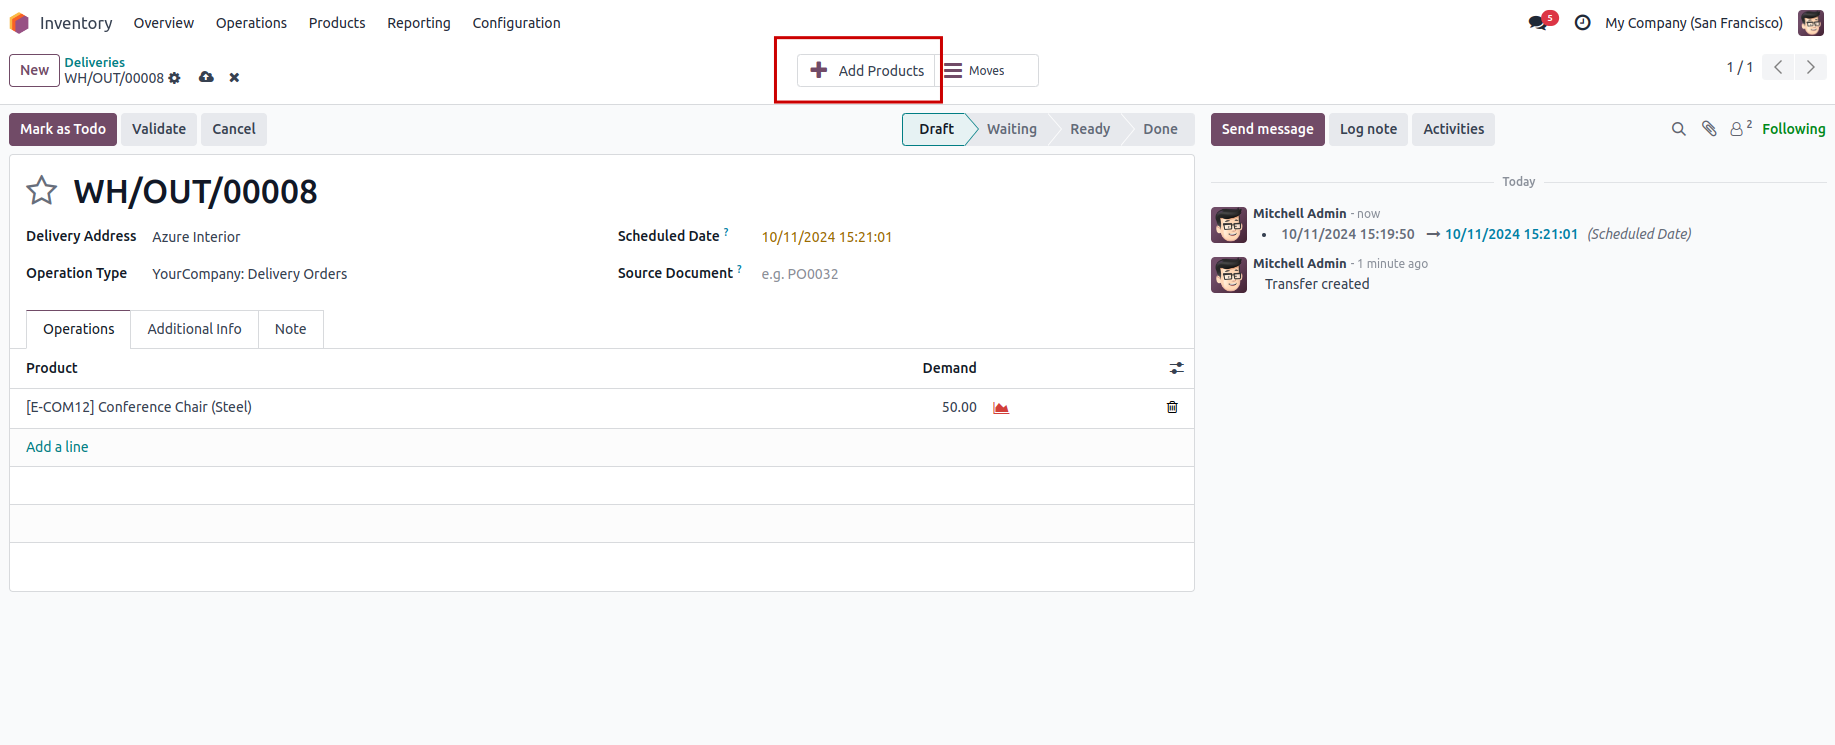 Inventory Overview Operations Products Reporting Configuration 5 My Company (San Francisco)
New Deliveries
WH/OUT/00008
Add Products Moves 1 / 1
Mark as Todo Validate Cancel Draft Waiting Ready Done Send message Log note Activities 2 Following
WH/OUT/00008
Delivery Address Azure Interior Scheduled Date ? 10/11/2024 15:21:01
Operation Type YourCompany: Delivery Orders Source Document ? e.g. PO0032
Operations Additional Info Note
Product Demand
[E-COM12] Conference Chair (Steel) 50.00
Add a line
Today
Mitchell Admin - now
• 10/11/2024 15:19:50 → 10/11/2024 15:21:01 (Scheduled Date)
Mitchell Admin - 1 minute ago
Transfer created